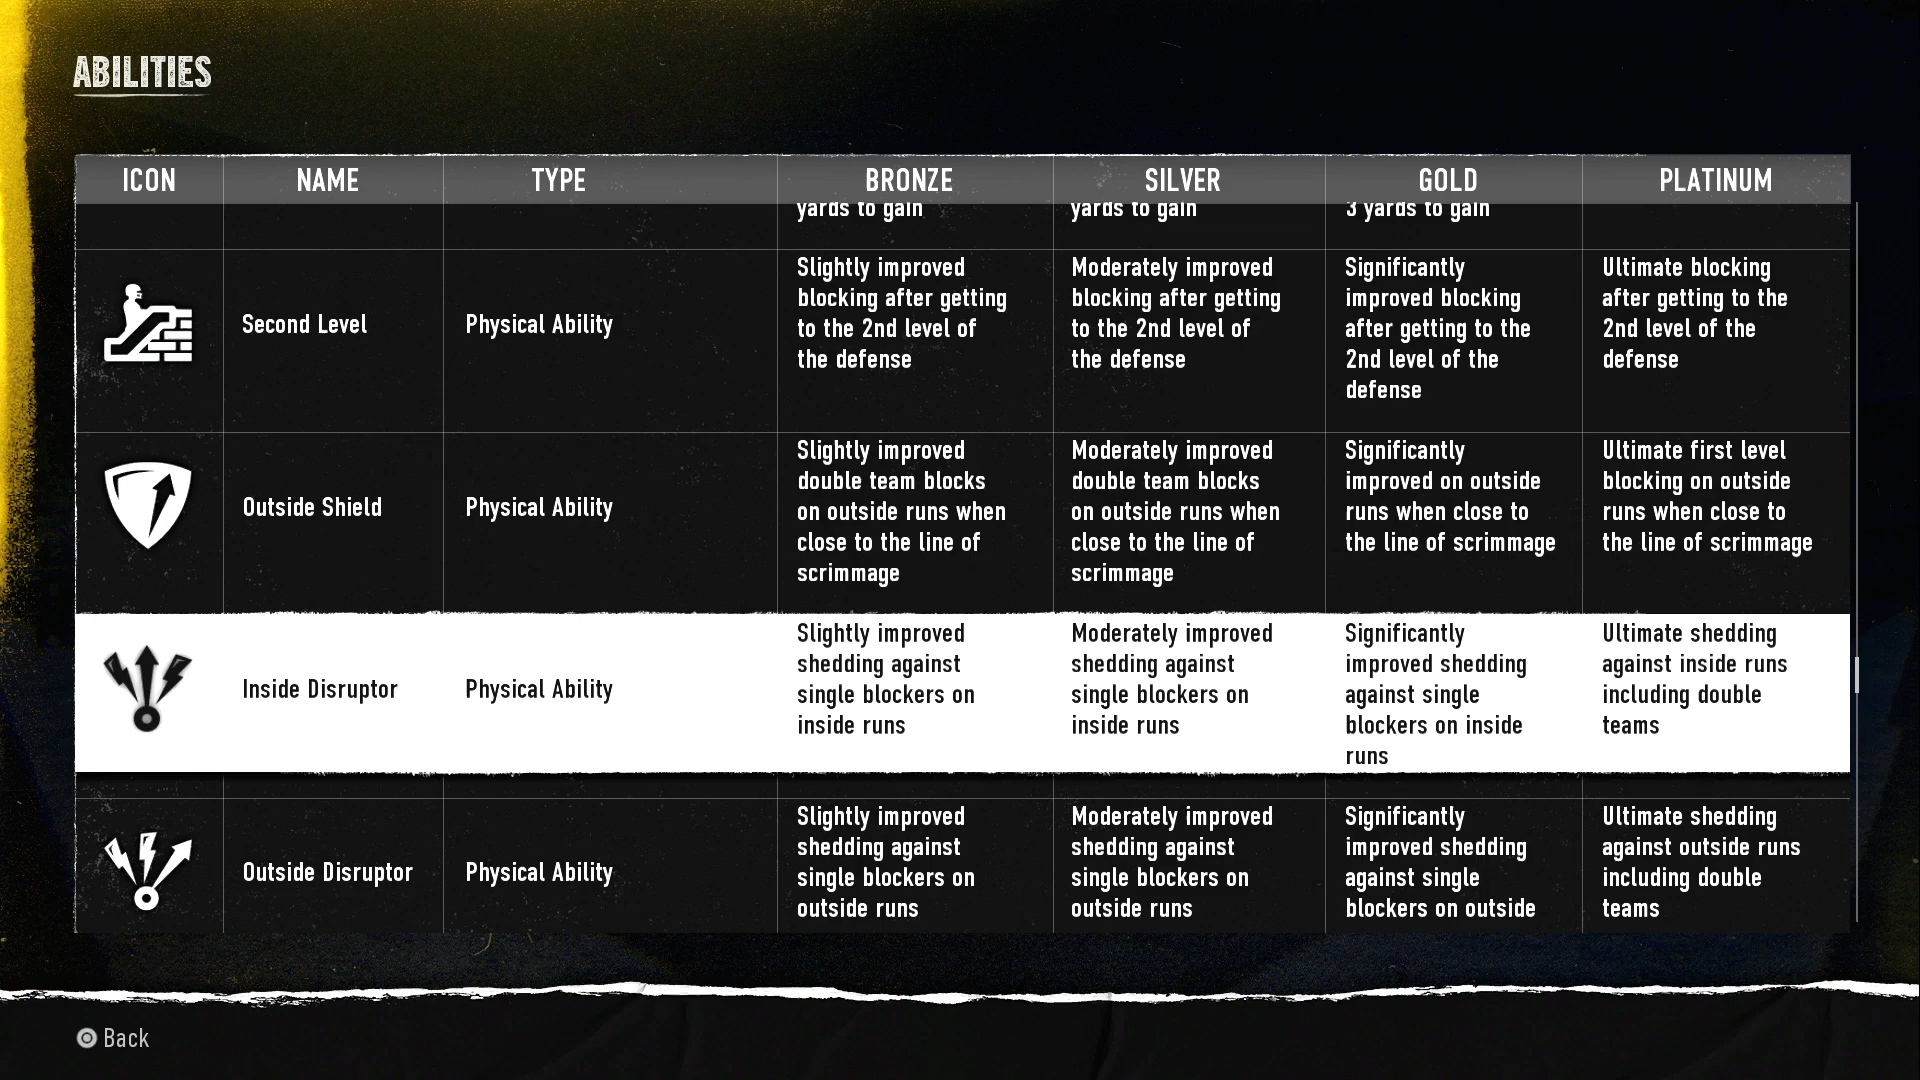 ABILITIES
ICON NAME TYPE BRONZE SILVER GOLD PLATINUM
yards to gain
yards to gain
3 yards to gain
Second Level
Physical Ability
Slightly improved
blocking after getting
to the 2nd level of
the defense
Moderately improved
blocking after getting
to the 2nd level of
the defense
Significantly
improved blocking
after getting to the
2nd level of the
defense
Ultimate blocking
after getting to the
2nd level of the
defense
Outside Shield
Physical Ability
Slightly improved
double team blocks
on outside runs when
close to the line of
scrimmage
Moderately improved
double team blocks
on outside runs when
close to the line of
scrimmage
Significantly
improved on outside
runs when close to
the line of scrimmage
Ultimate first level
blocking on outside
runs when close to
the line of scrimmage
Inside Disruptor
Physical Ability
Slightly improved
shedding against
single blockers on
inside runs
Moderately improved
shedding against
single blockers on
inside runs
Significantly
improved shedding
against single
blockers on inside
runs
Ultimate shedding
against inside runs
including double
teams
Outside Disruptor
Physical Ability
Slightly improved
shedding against
single blockers on
outside runs
Moderately improved
shedding against
single blockers on
outside runs
Significantly
improved shedding
against single
blockers on outside
Ultimate shedding
against outside runs
including double
teams
Back